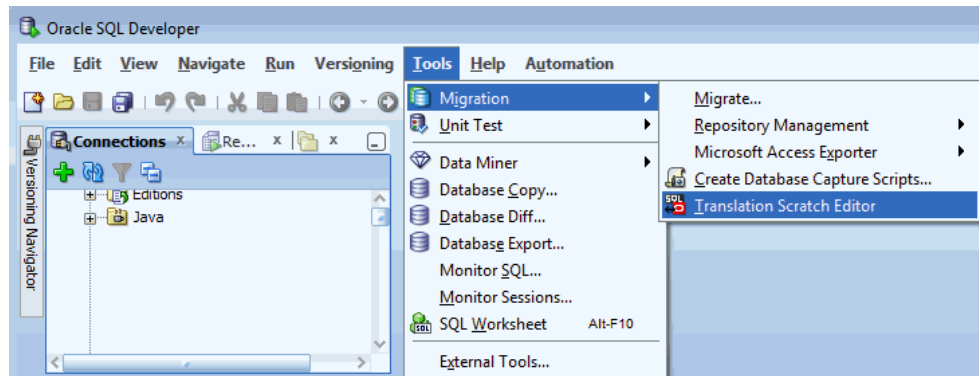 Oracle SQL Developer
File Edit View Navigate Run Versioning Tools Help Automation
Connections x Re... x x
Versioning Navigator
Editions
Java
Migration
Unit Test
Data Miner
Database Copy...
Database Diff...
Database Export...
Monitor SQL...
Monitor Sessions...
SQL Worksheet Alt-F10
External Tools...
Migrate...
Repository Management
Microsoft Access Exporter
Create Database Capture Scripts...
SQL Translation Scratch Editor